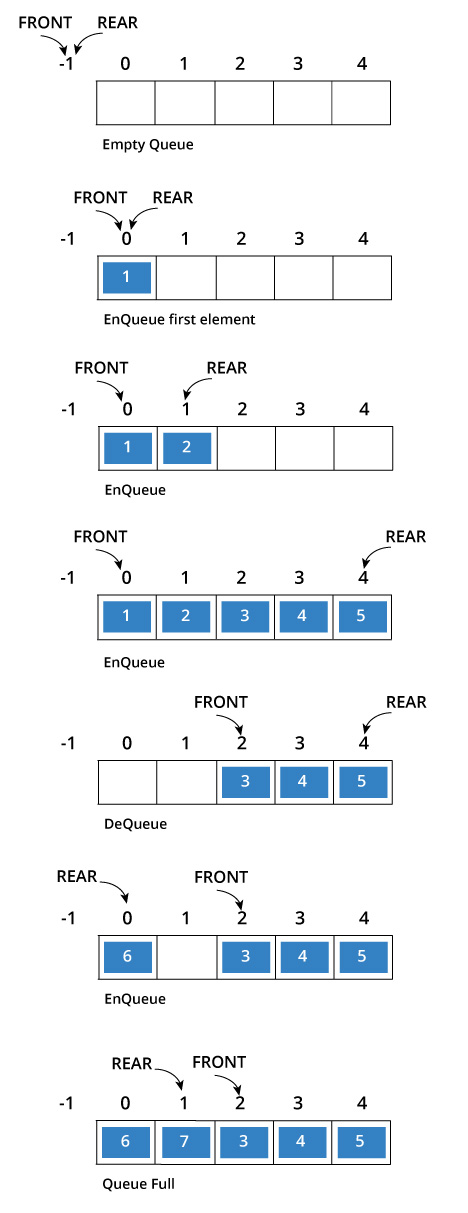 FRONT REAR
-1 0 1 2 3 4
Empty Queue
FRONT REAR
-1 0 1 2 3 4
1
EnQueue first element
FRONT REAR
-1 0 1 2 3 4
1 2
EnQueue
FRONT REAR
-1 0 1 2 3 4
1 2 3 4 5
EnQueue
FRONT REAR
-1 0 1 2 3 4
3 4 5
DeQueue
REAR FRONT
-1 0 1 2 3 4
6 3 4 5
EnQueue
REAR FRONT
-1 0 1 2 3 4
6 7 3 4 5
Queue Full